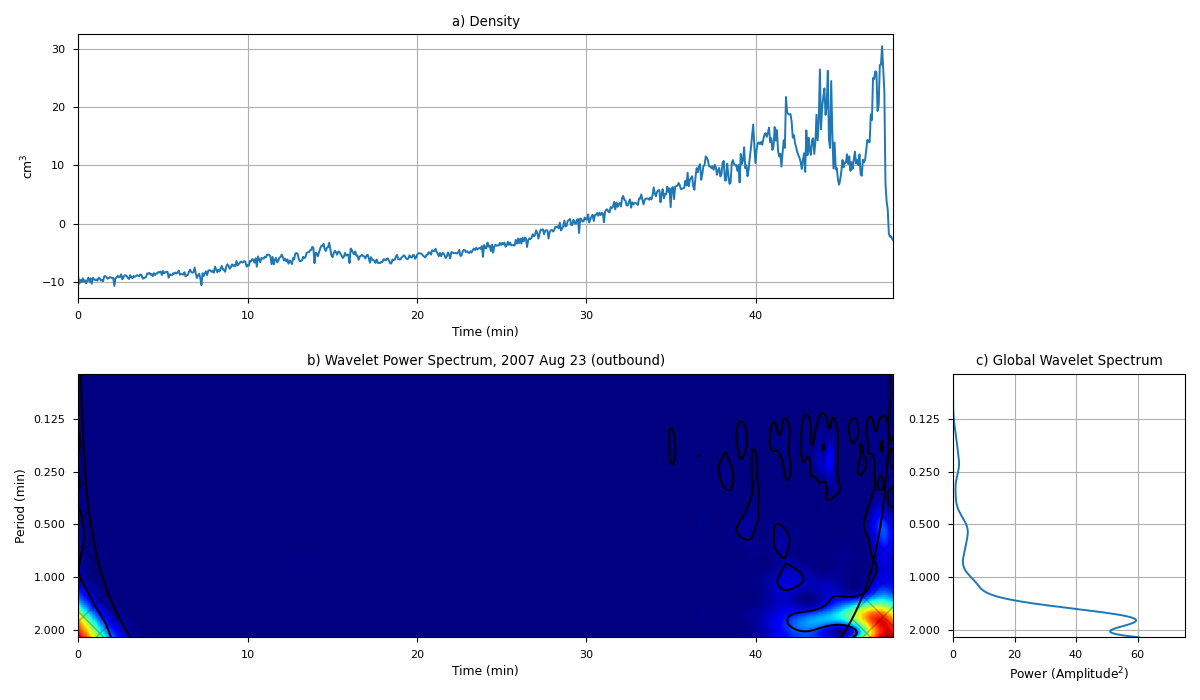 a) Density
30
20
10
0
−10
cm³
0 10 20 30 40
Time (min)
b) Wavelet Power Spectrum, 2007 Aug 23 (outbound)
0.125
0.250
0.500
1.000
2.000
Period (min)
0 10 20 30 40
Time (min)
c) Global Wavelet Spectrum
0.125
0.250
0.500
1.000
2.000
0 20 40 60
Power (Amplitude²)